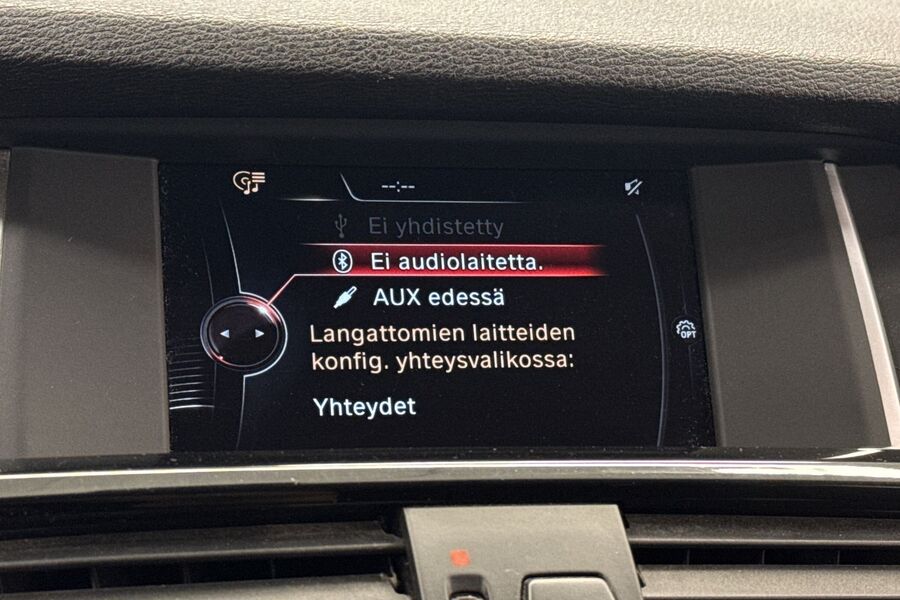 --:--
Ei yhdistetty
Ei audiolaitetta.
AUX edessä
Langattomien laitteiden
konfig. yhteysvalikossa:
OPT
Yhteydet